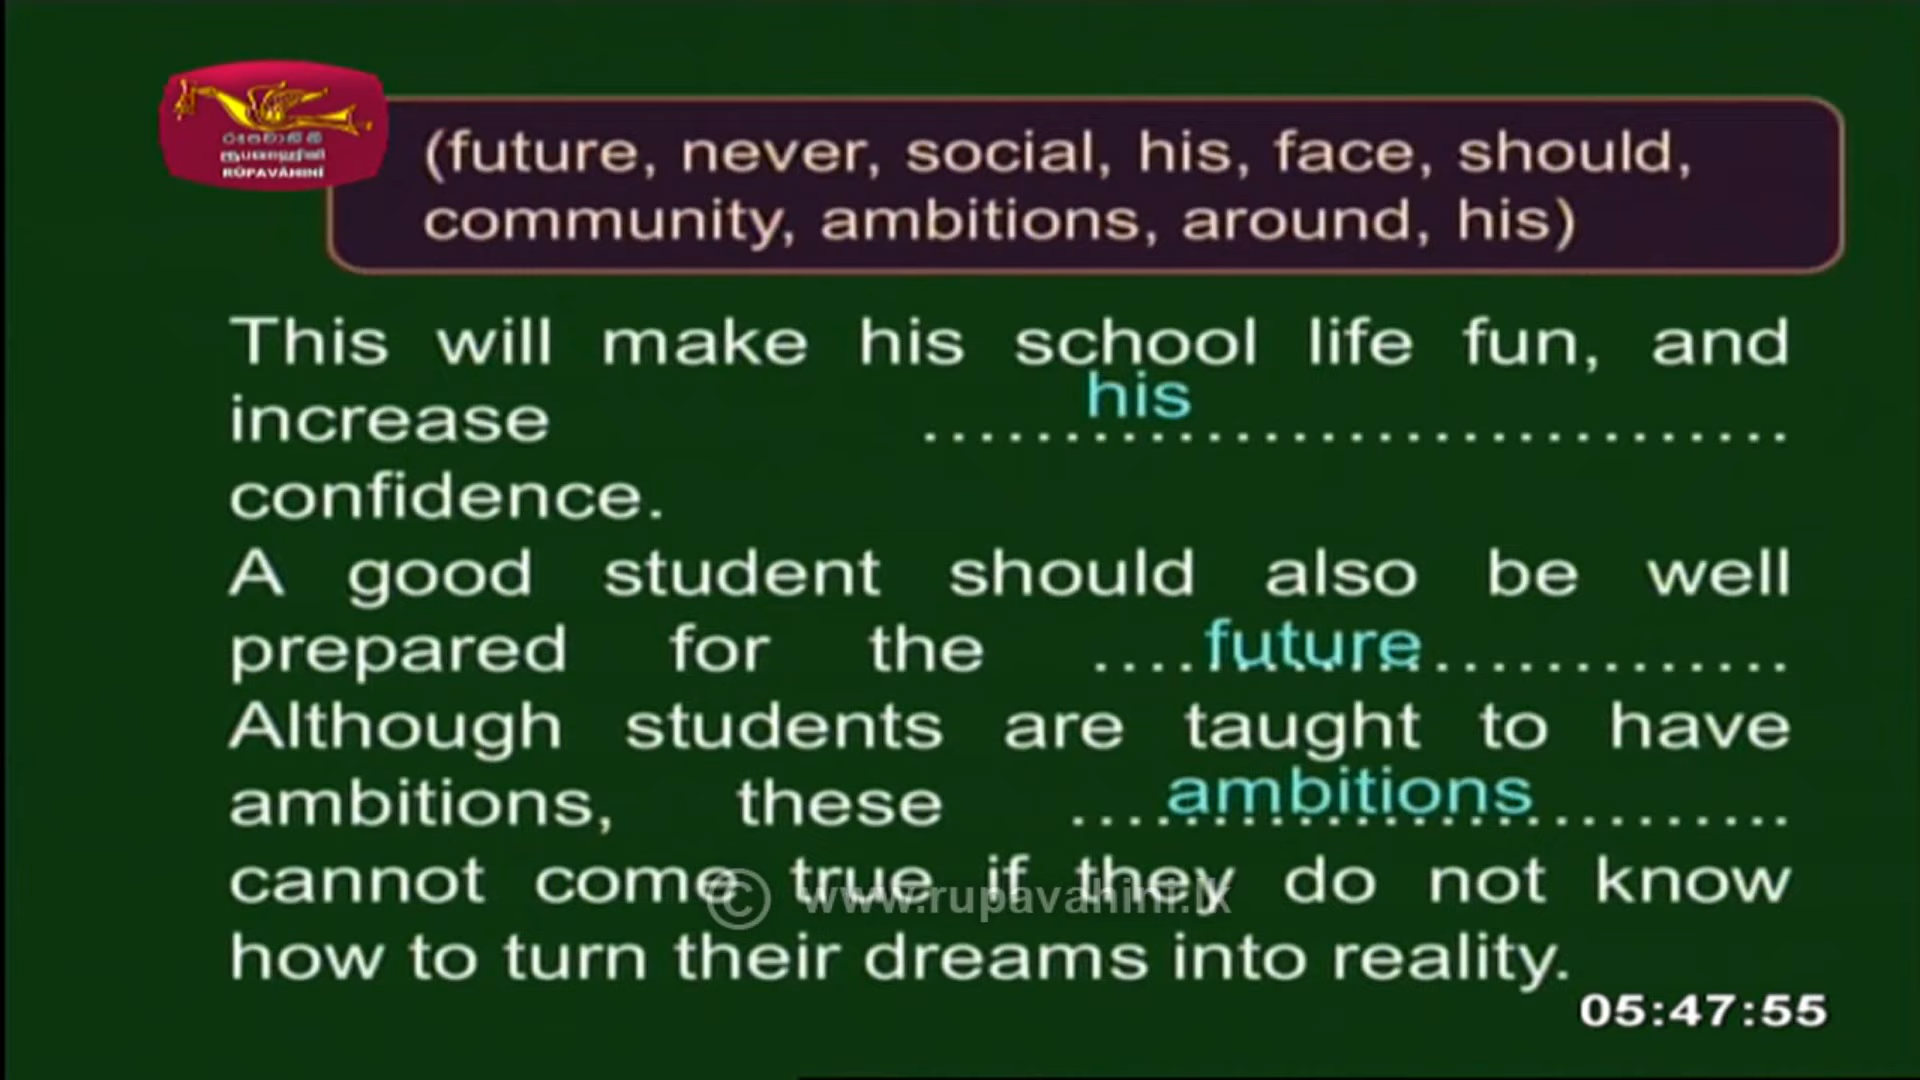 රූපවාහිනී
ரூபவாஹினி
RŪPAVĀHINĪ
(future, never, social, his, face, should,
community, ambitions, around, his)
This will make his school life fun, and
increase his ................................
confidence.
A good student should also be well
prepared for the ....future.............
Although students are taught to have
ambitions, these ....ambitions.........
cannot come true if they do not know
© www.rupavahini.lk
how to turn their dreams into reality.
05:47:55